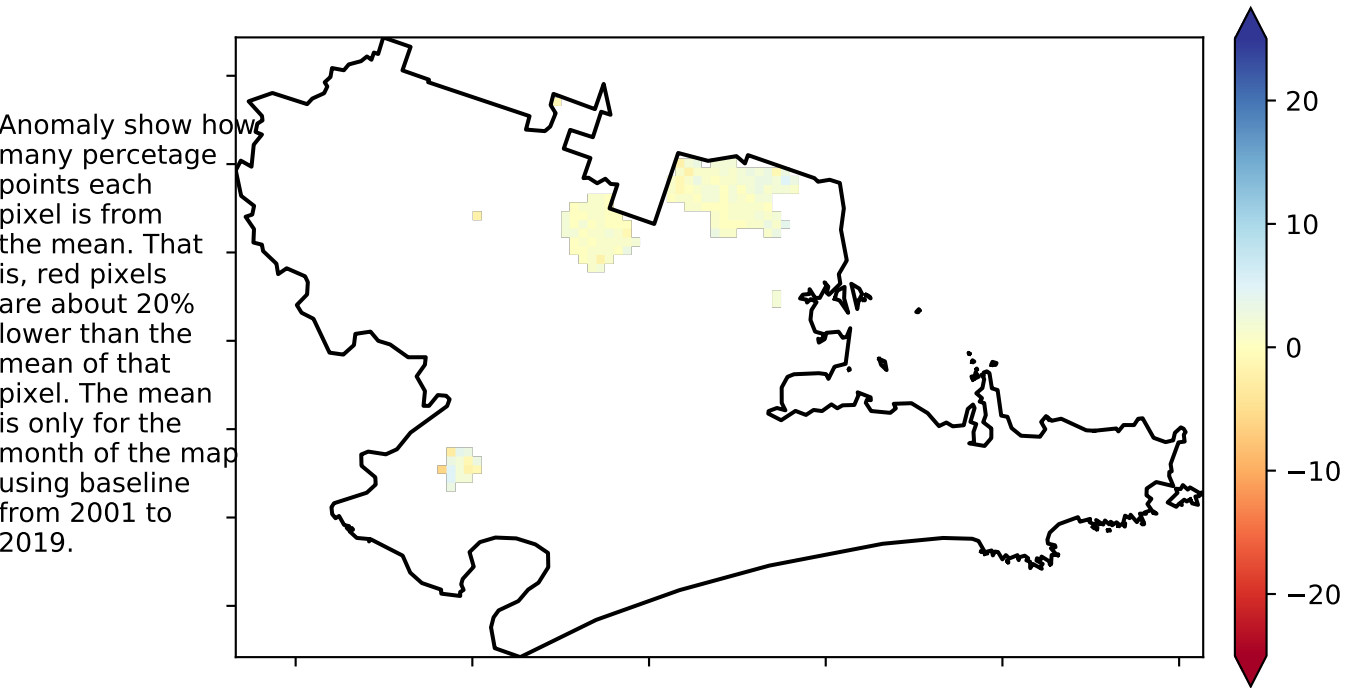 Anomaly show how
many percetage
points each
pixel is from
the mean. That
is, red pixels
are about 20%
lower than the
mean of that
pixel. The mean
is only for the
month of the map
using baseline
from 2001 to
2019.
20
10
0
−10
−20